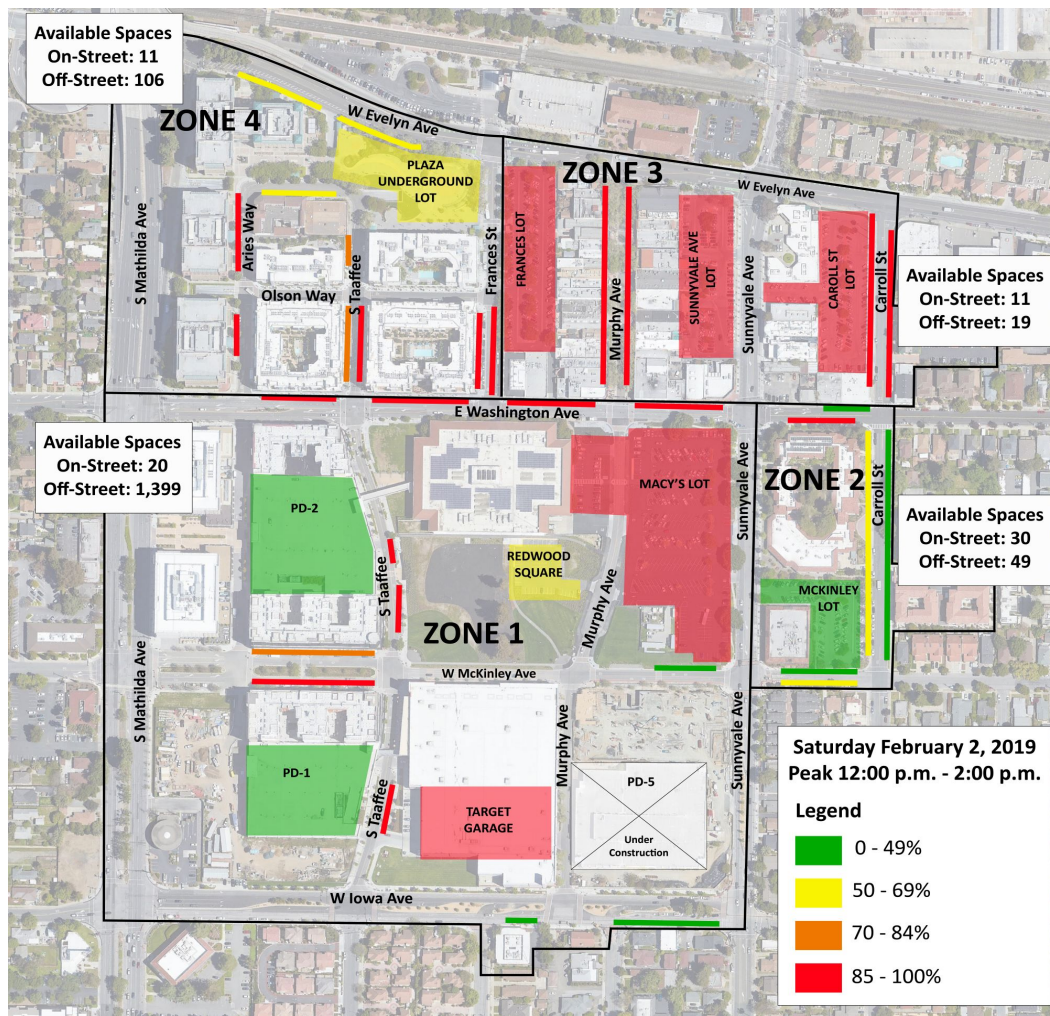 Available Spaces
On-Street: 11
Off-Street: 106
ZONE 4
W Evelyn Ave
PLAZA
UNDERGROUND
LOT
ZONE 3
W Evelyn Ave
S Mathilda Ave
Aries Way
Olson Way
S Taaffee
Frances St
FRANCES LOT
Murphy Ave
SUNNYVALE AVE
LOT
Sunnyvale Ave
CAROLL ST
LOT
Carroll St
Available Spaces
On-Street: 11
Off-Street: 19
E Washington Ave
Available Spaces
On-Street: 20
Off-Street: 1,399
PD-2
S Taaffee
MACY'S LOT
REDWOOD
SQUARE
Murphy Ave
Sunnyvale Ave
ZONE 2
Carroll St
MCKINLEY
LOT
Available Spaces
On-Street: 30
Off-Street: 49
ZONE 1
W McKinley Ave
S Mathilda Ave
PD-1
S Taaffee
TARGET
GARAGE
Murphy Ave
PD-5
Under
Construction
Sunnyvale Ave
W Iowa Ave
Saturday February 2, 2019
Peak 12:00 p.m. - 2:00 p.m.
Legend
0 - 49%
50 - 69%
70 - 84%
85 - 100%